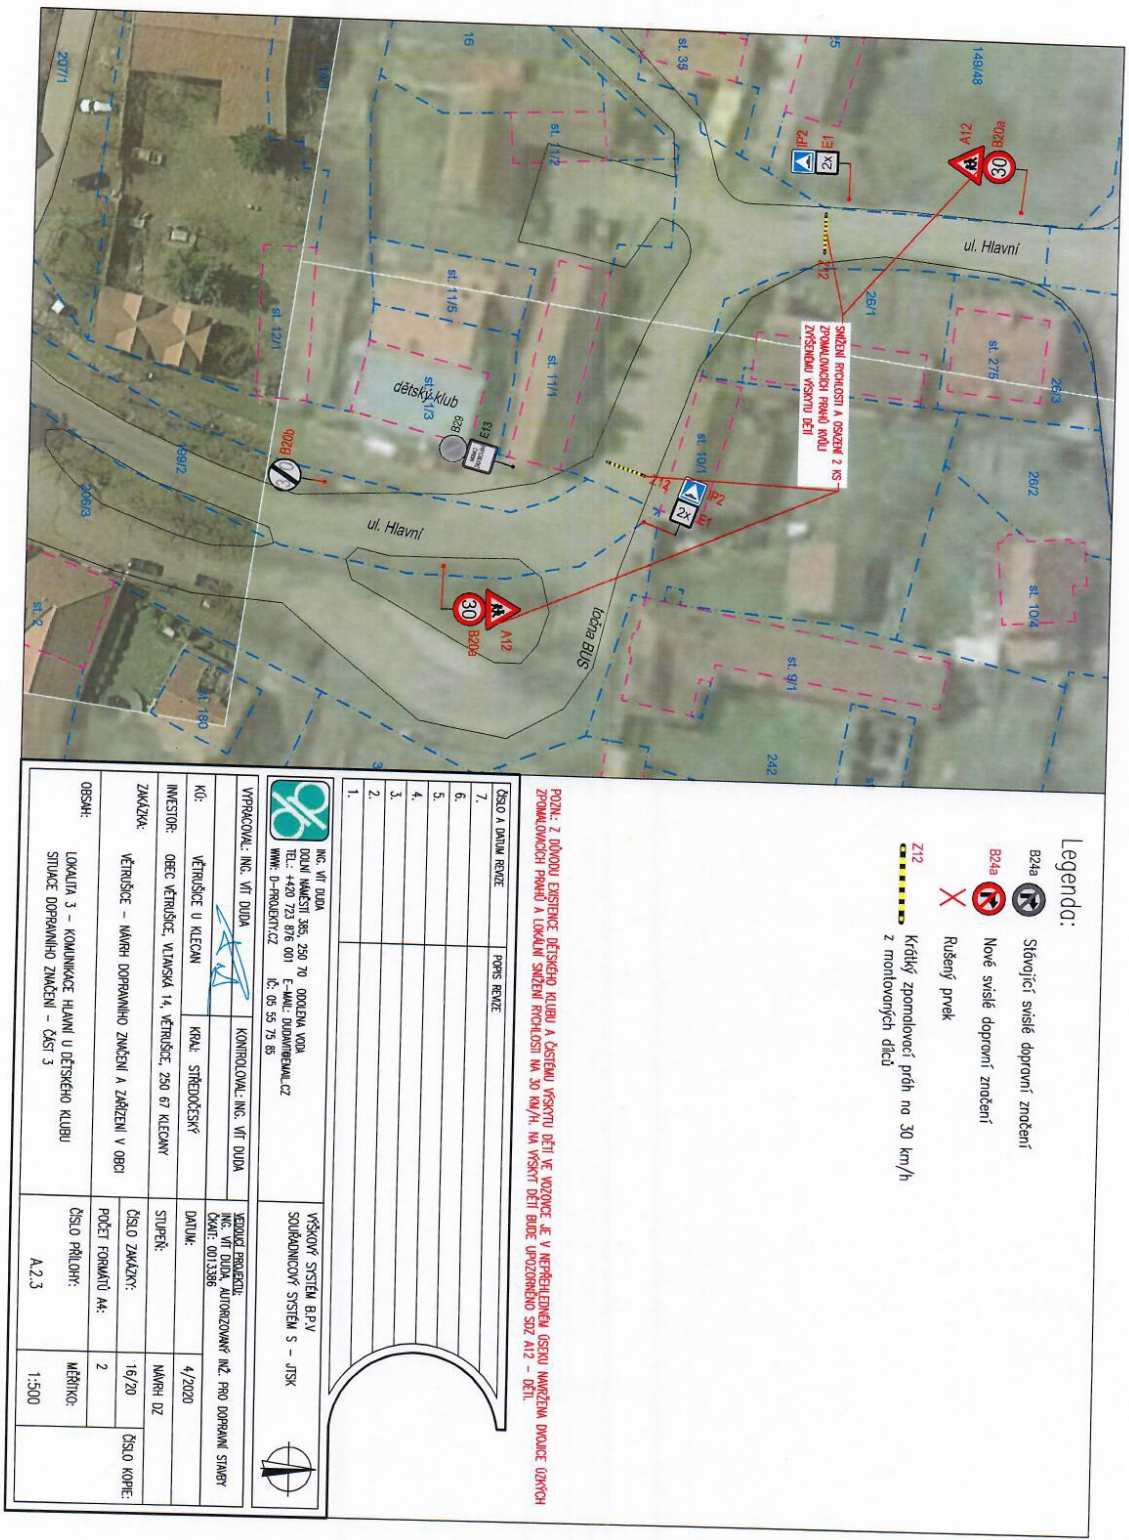 Legenda:
B24a
Stávající svislé dopravní značení
B24a
Nové svislé dopravní značení
Rušený prvek
Z12
Krátký zpomalovací práh na 30 km/h
z montovaných dílců
149/48
st. 35
16
207/1
A12
B20a
30
IP2
E1
2x
ul. Hlavní
Z12
26/1
st. 275
26/3
26/2
st. 10/4
st. 11/2
st. 11/5
st. 11/1
st. 12/1
dětský klub
B29
E13
st. 10/1
SNÍŽENÍ RYCHLOSTI A OSAZENÍ 2 KS
ZPOMALOVACÍCH PRAHŮ KVŮLI
ZVÝŠENÉMU VÝSKYTU DĚTÍ
Z12
IP2
E1
2x
B20b
199/2
206/3
ul. Hlavní
30
A12
B20a
točna BUS
st. 9/1
242
st. 180
st. 2
POZN.: Z DŮVODU EXISTENCE DĚTSKÉHO KLUBU A ČASTÉMU VÝSKYTU DĚTÍ VE VOZOVCE JE V NEPŘEHLEDNÉM ÚSEKU NAVRŽENA DVOJICE ÚZKÝCH
ZPOMALOVACÍCH PRAHŮ A LOKÁLNÍ SNÍŽENÍ RYCHLOSTI NA 30 KM/H. NA VÝSKYT DĚTÍ BUDE UPOZORNĚNO SDZ A12 – DĚTI.
ČÍSLO A DATUM REVIZE
POPIS REVIZE
7.
6.
5.
4.
3.
2.
1.
ING. VÍT DUDA
DOLNÍ NÁMĚSTÍ 385, 250 70 ODOLENA VODA
TEL.: +420 723 876 001 E-MAIL: DUDAVIT@EMAIL.CZ
WWW: D-PROJEKTY.CZ IČ: 05 55 75 85
VÝŠKOVÝ SYSTÉM B.P.V
SOUŘADNICOVÝ SYSTÉM S – JTSK
VYPRACOVAL: ING. VÍT DUDA
KONTROLOVAL: ING. VÍT DUDA
VEDOUCÍ PROJEKTU:
ING. VÍT DUDA, AUTORIZOVANÝ INŽ. PRO DOPRAVNÍ STAVBY
ČKAIT: 0013386
KÚ: VĚTRUŠICE U KLECAN
KRAJ: STŘEDOČESKÝ
DATUM: 4/2020
INVESTOR: OBEC VĚTRUŠICE, VLTAVSKÁ 14, VĚTRUŠICE, 250 67 KLECANY
STUPEŇ: NÁVRH DZ
ZAKÁZKA: VĚTRUŠICE – NÁVRH DOPRAVNÍHO ZNAČENÍ A ZAŘÍZENÍ V OBCI
ČÍSLO ZAKÁZKY: 16/20
ČÍSLO KOPIE:
POČET FORMÁTŮ A4: 2
OBSAH:
LOKALITA 3 – KOMUNIKACE HLAVNÍ U DĚTSKÉHO KLUBU
SITUACE DOPRAVNÍHO ZNAČENÍ – ČÁST 3
ČÍSLO PŘÍLOHY:
A.2.3
MĚŘÍTKO:
1:500